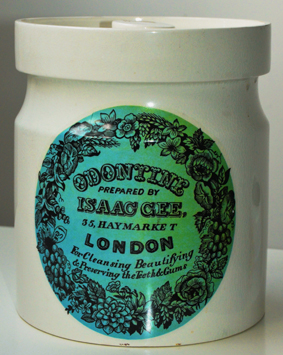 ODONTINE
PREPARED BY
ISAAC GEE,
35, HAYMARKET
LONDON
For Cleansing Beautifying
& Preserving the Teeth & Gums